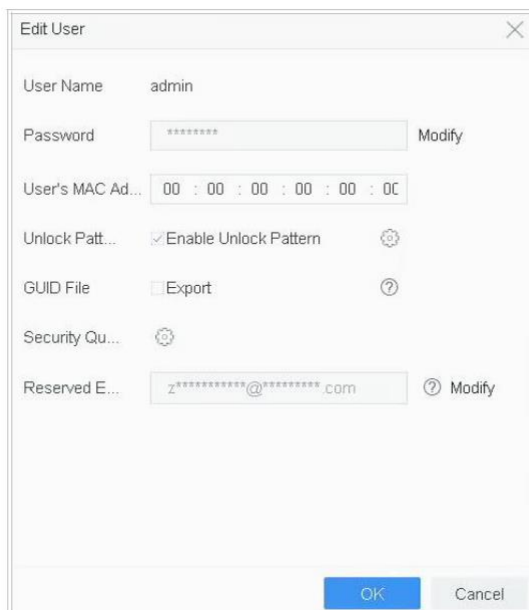 Edit User
User Name admin
Password ******** Modify
User's MAC Ad... 00 : 00 : 00 : 00 : 00 : 00
Unlock Patt... Enable Unlock Pattern
GUID File Export
Security Qu...
Reserved E... z***********@*********.com Modify
OK Cancel